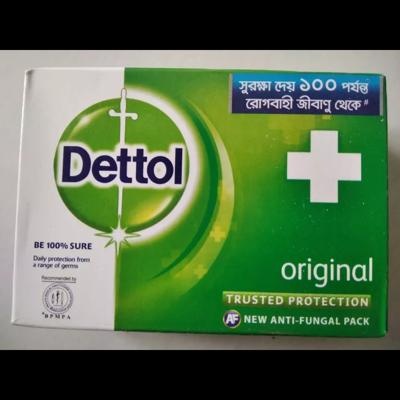 সুরক্ষা দেয় ১০০ পর্যন্ত
রোগবাহী জীবাণু থেকে #
Dettol
BE 100% SURE
Daily protection from
a range of germs
Recommended by
*BPMPA
original
TRUSTED PROTECTION
AF NEW ANTI-FUNGAL PACK